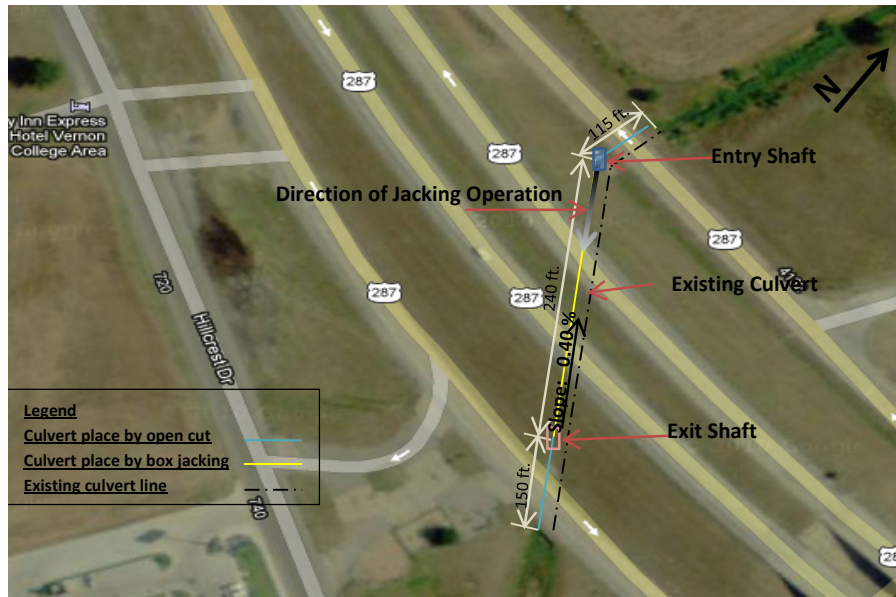 287
N
115 ft.
y Inn Express
Hotel Vernon
College Area
287
Entry Shaft
Direction of Jacking Operation
287
720
287
287
240 ft.
Existing Culvert
Hillcrest Dr
Slope: 0.40 %
Legend
Culvert place by open cut
Culvert place by box jacking
Existing culvert line
Exit Shaft
740
150 ft.
28